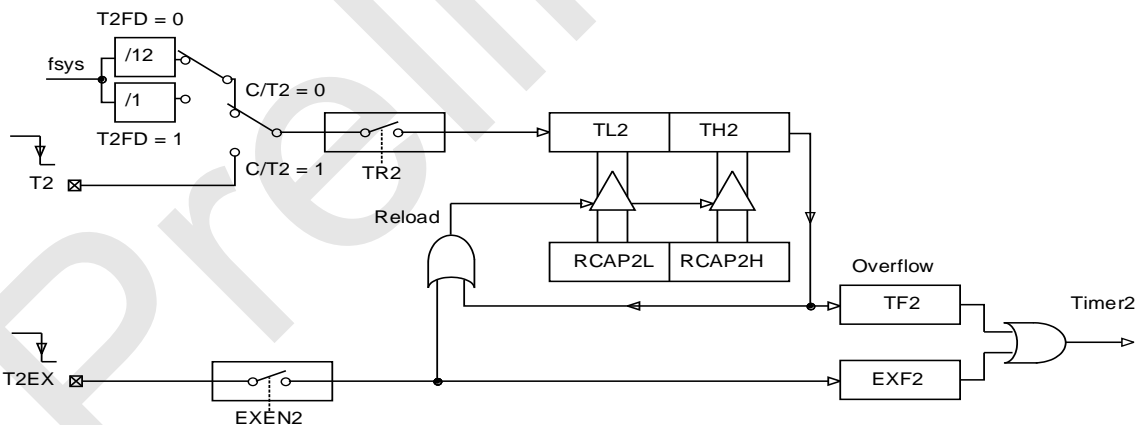 T2FD = 0
/12
fsys
/1
T2FD = 1
C/T2 = 0
C/T2 = 1
T2
TR2
TL2
TH2
Reload
RCAP2L
RCAP2H
Overflow
TF2
Timer2
T2EX
EXEN2
EXF2
Prelim